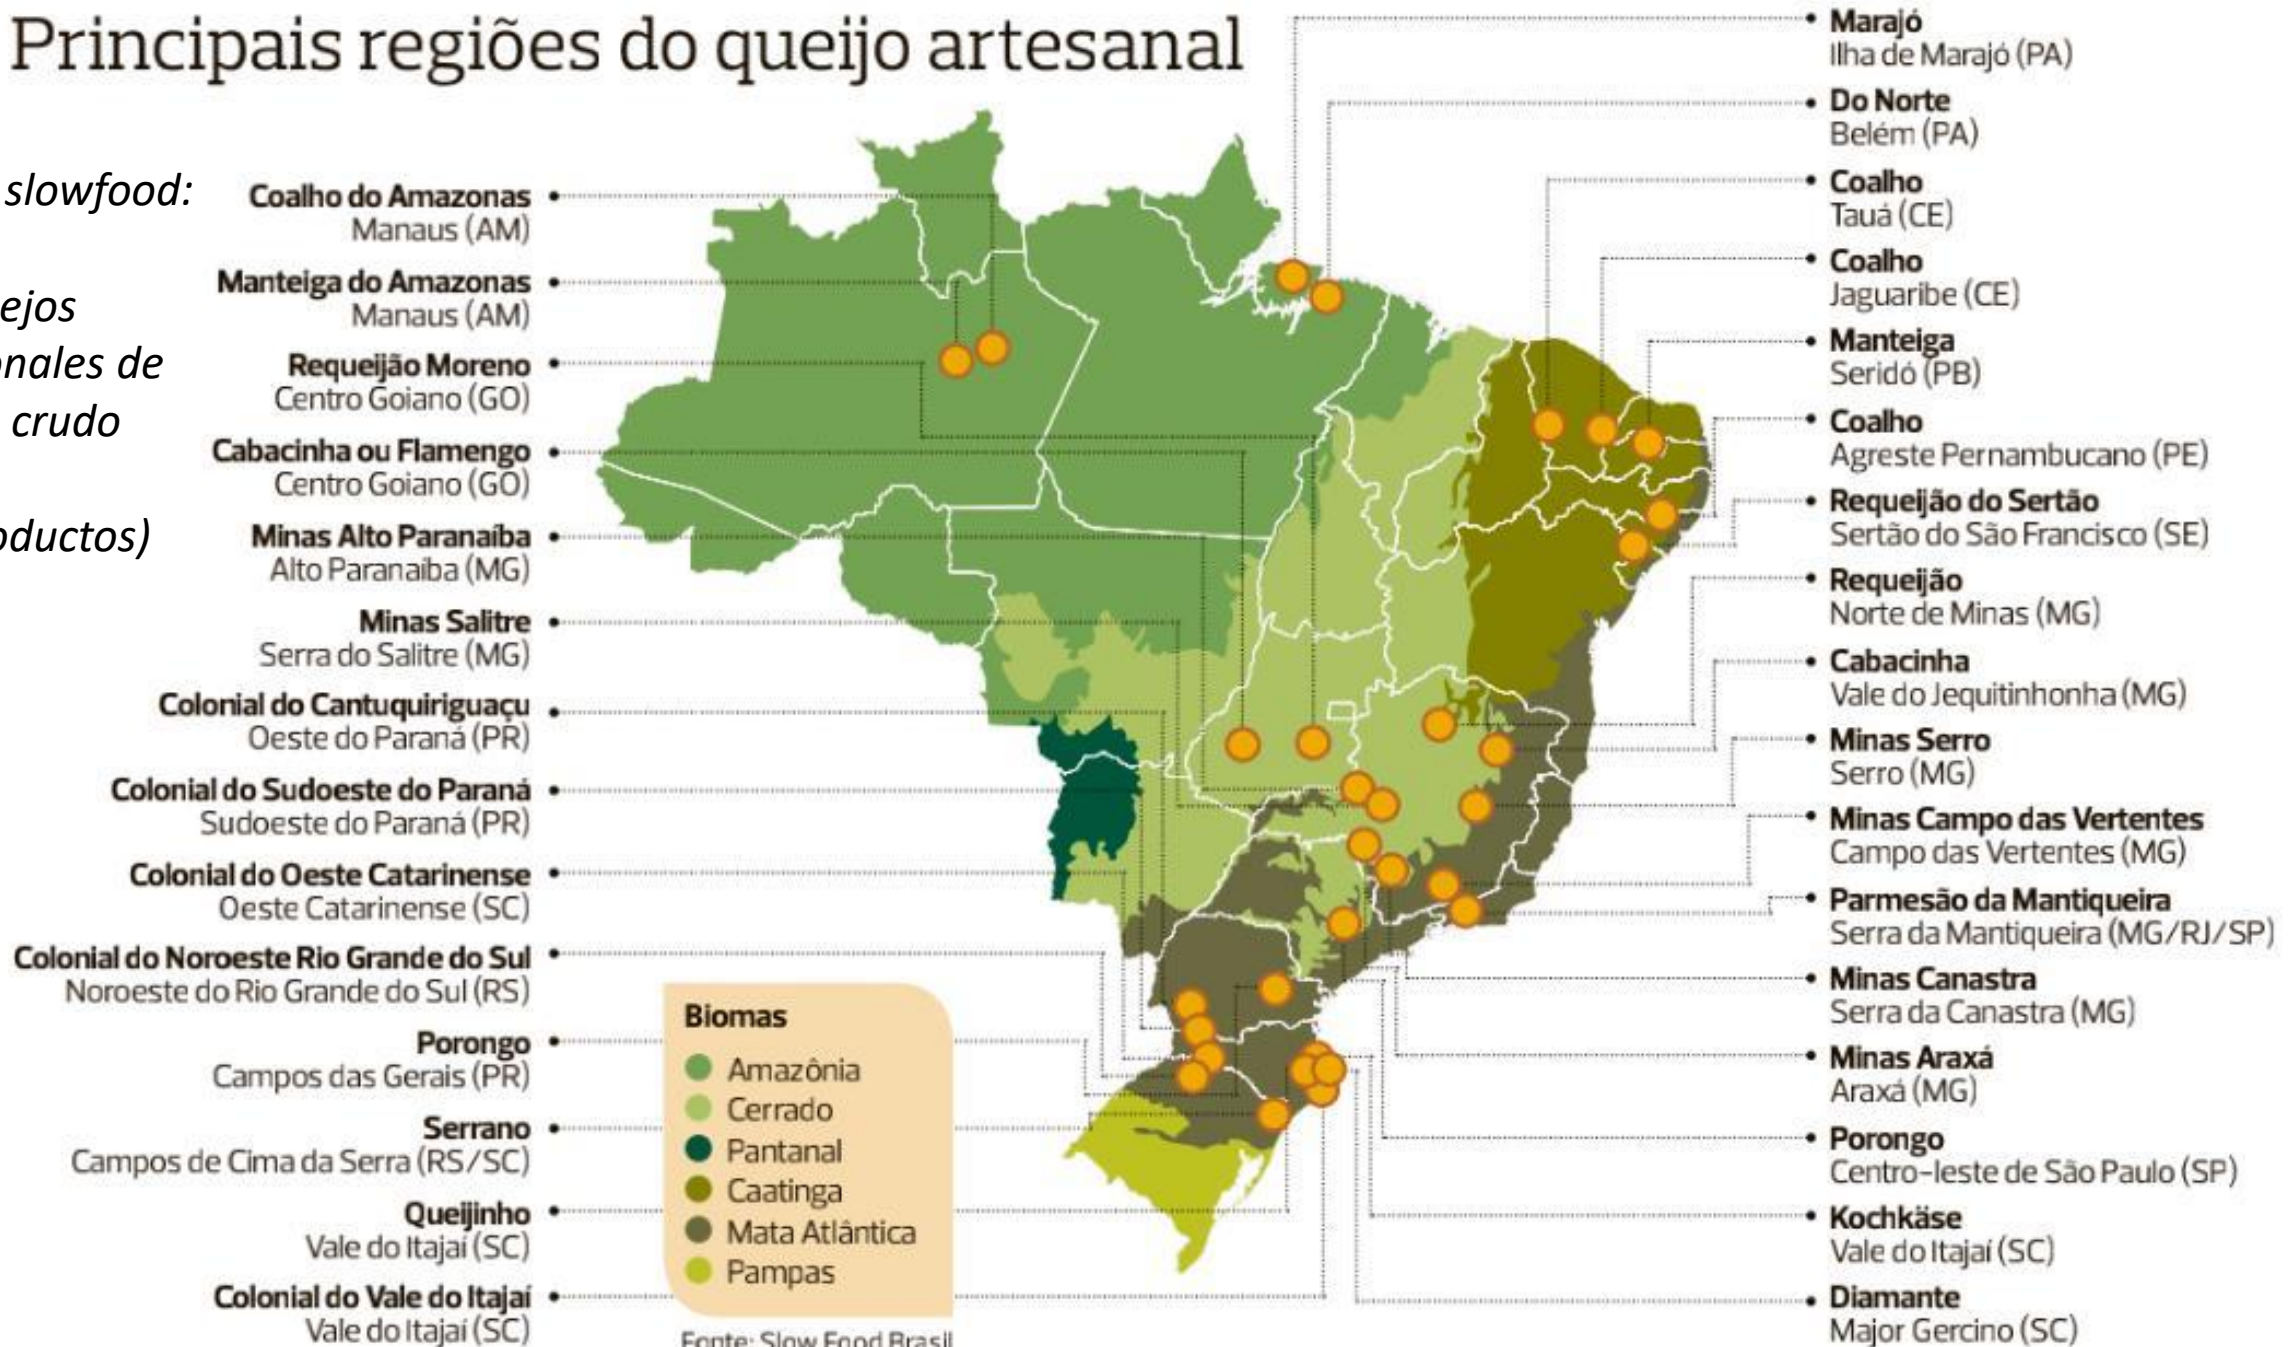 Principais regiões do queijo artesanal
slowfood:
ejos
onales de
crudo
oductos)
Coalho do Amazonas
Manaus (AM)
Manteiga do Amazonas
Manaus (AM)
Requeijão Moreno
Centro Goiano (GO)
Cabacinha ou Flamengo
Centro Goiano (GO)
Minas Alto Paranaíba
Alto Paranaíba (MG)
Minas Salitre
Serra do Salitre (MG)
Colonial do Cantuquiriguaçu
Oeste do Paraná (PR)
Colonial do Sudoeste do Paraná
Sudoeste do Paraná (PR)
Colonial do Oeste Catarinense
Oeste Catarinense (SC)
Colonial do Noroeste Rio Grande do Sul
Noroeste do Rio Grande do Sul (RS)
Porongo
Campos das Gerais (PR)
Serrano
Campos de Cima da Serra (RS/SC)
Queijinho
Vale do Itajaí (SC)
Colonial do Vale do Itajaí
Vale do Itajaí (SC)
Biomas
Amazônia
Cerrado
Pantanal
Caatinga
Mata Atlântica
Pampas
Fonte: Slow Food Brasil
Marajó
Ilha de Marajó (PA)
Do Norte
Belém (PA)
Coalho
Tauá (CE)
Coalho
Jaguaribe (CE)
Manteiga
Seridó (PB)
Coalho
Agreste Pernambucano (PE)
Requeijão do Sertão
Sertão do São Francisco (SE)
Requeijão
Norte de Minas (MG)
Cabacinha
Vale do Jequitinhonha (MG)
Minas Serro
Serro (MG)
Minas Campo das Vertentes
Campo das Vertentes (MG)
Parmesão da Mantiqueira
Serra da Mantiqueira (MG/RJ/SP)
Minas Canastra
Serra da Canastra (MG)
Minas Araxá
Araxá (MG)
Porongo
Centro-leste de São Paulo (SP)
Kochkäse
Vale do Itajaí (SC)
Diamante
Major Gercino (SC)